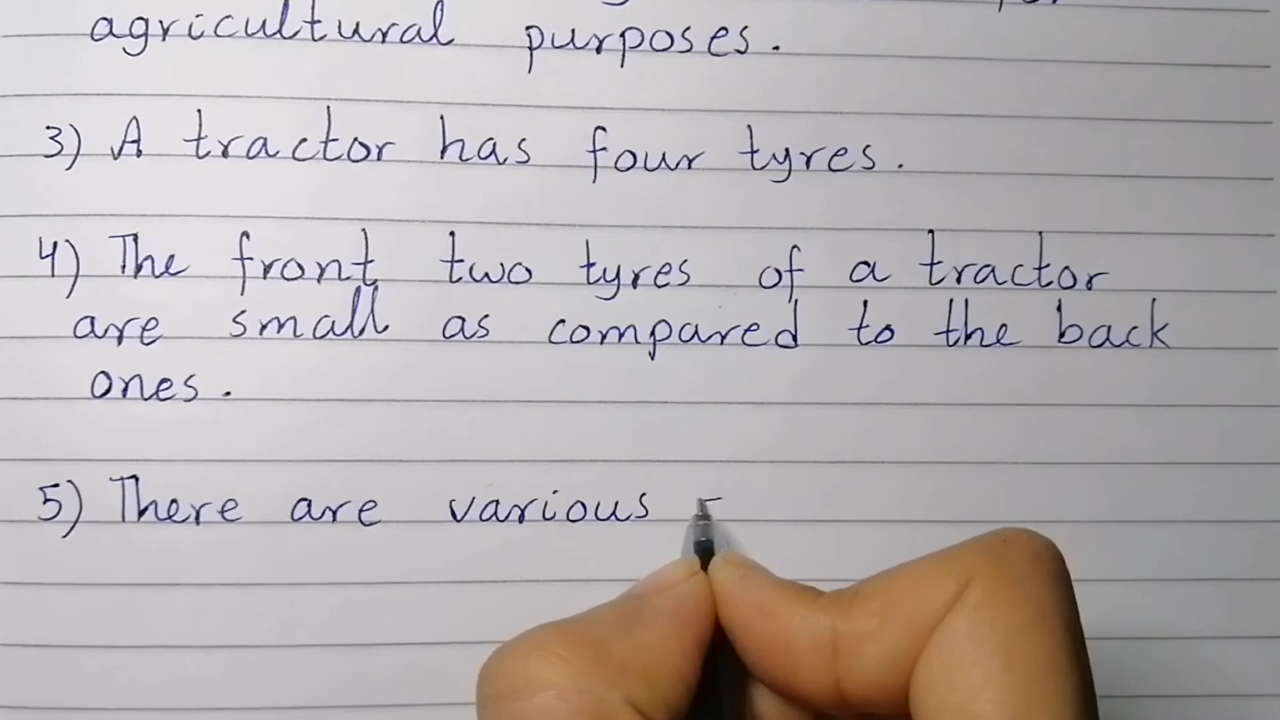 agricultural purposes.
3) A tractor has four tyres.
4) The front two tyres of a tractor
are small as compared to the back
ones.
5) There are various